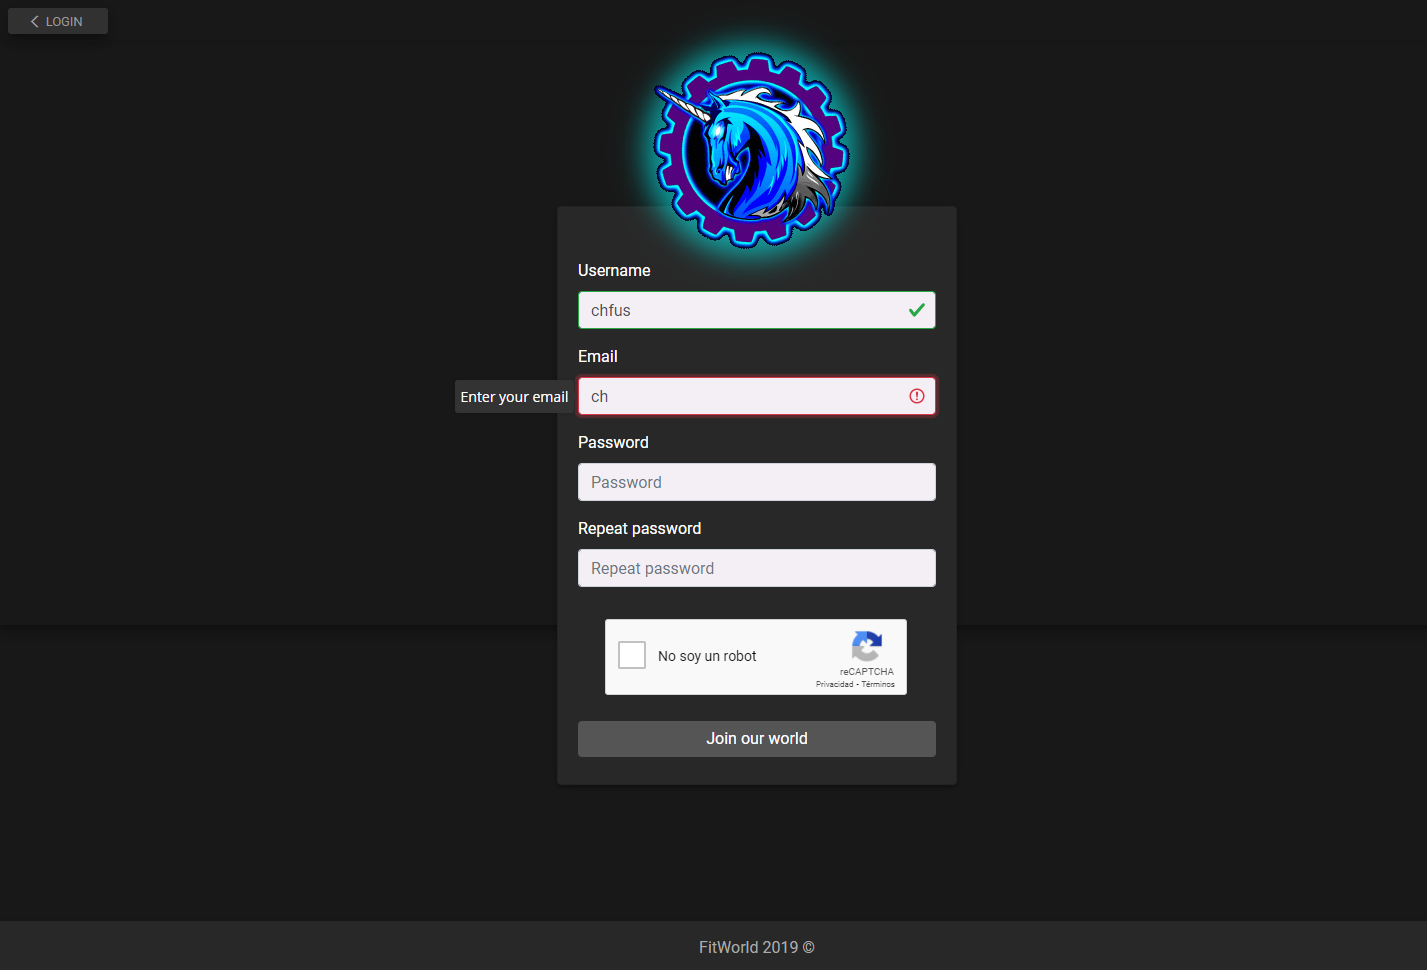 LOGIN
Username
chfus
Email
Enter your email
ch
Password
Password
Repeat password
Repeat password
No soy un robot
reCAPTCHA
Privacidad - Términos
Join our world
FitWorld 2019 ©